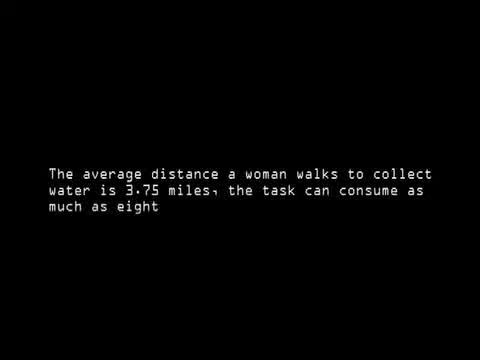 The average distance a woman walks to collect
water is 3.75 miles, the task can consume as
much as eight